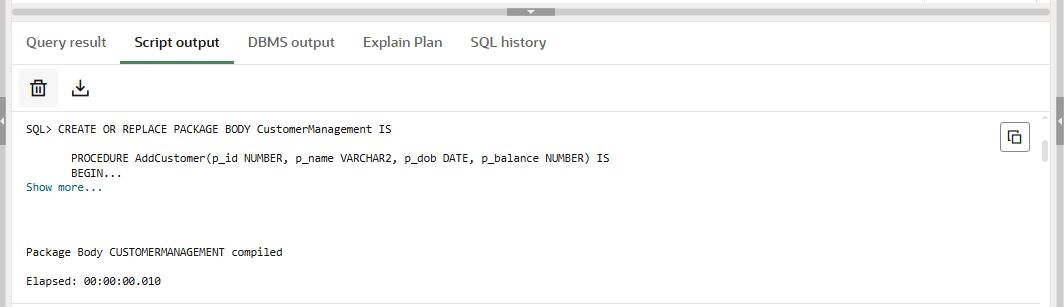 Query result Script output DBMS output Explain Plan SQL history
SQL> CREATE OR REPLACE PACKAGE BODY CustomerManagement IS
PROCEDURE AddCustomer(p_id NUMBER, p_name VARCHAR2, p_dob DATE, p_balance NUMBER) IS
BEGIN...
Show more...
Package Body CUSTOMERMANAGEMENT compiled
Elapsed: 00:00:00.010